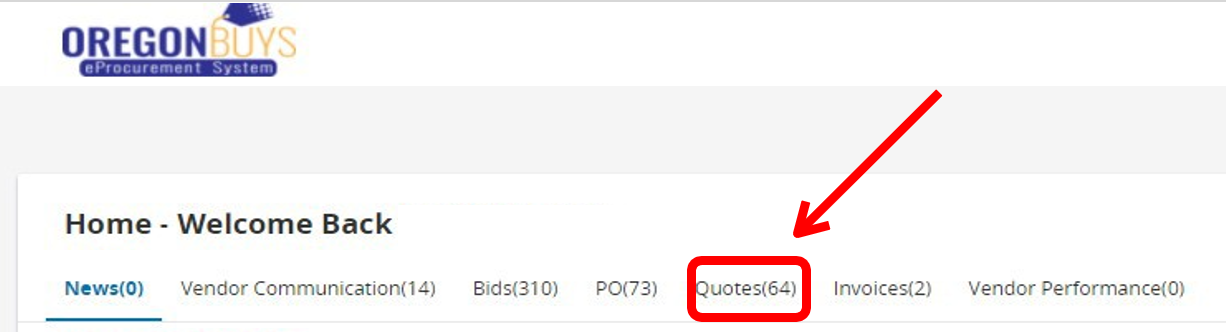 OREGONBUYS
eProcurement System
Home - Welcome Back
News(0) Vendor Communication(14) Bids(310) PO(73) Quotes(64) Invoices(2) Vendor Performance(0)